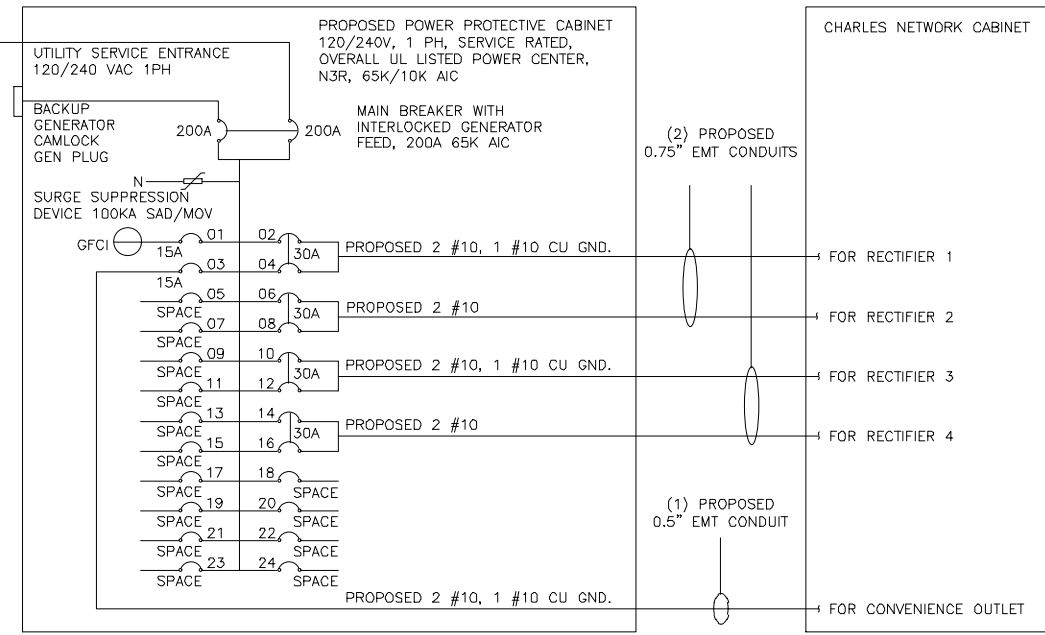 PROPOSED POWER PROTECTIVE CABINET
120/240V, 1 PH, SERVICE RATED,
OVERALL UL LISTED POWER CENTER,
N3R, 65K/10K AIC
CHARLES NETWORK CABINET
UTILITY SERVICE ENTRANCE
120/240 VAC 1PH
BACKUP
GENERATOR
CAMLOCK
GEN PLUG
200A
200A
MAIN BREAKER WITH
INTERLOCKED GENERATOR
FEED, 200A 65K AIC
(2) PROPOSED
0.75" EMT CONDUITS
N
SURGE SUPPRESSION
DEVICE 100KA SAD/MOV
GFCI
01
02
15A
30A
PROPOSED 2 #10, 1 #10 CU GND.
FOR RECTIFIER 1
03
04
15A
05
06
SPACE
30A
PROPOSED 2 #10
FOR RECTIFIER 2
07
08
SPACE
09
10
SPACE
30A
PROPOSED 2 #10, 1 #10 CU GND.
FOR RECTIFIER 3
11
12
SPACE
13
14
SPACE
30A
PROPOSED 2 #10
FOR RECTIFIER 4
15
16
SPACE
17
18
SPACE
SPACE
19
20
SPACE
SPACE
21
22
SPACE
SPACE
23
24
SPACE
SPACE
(1) PROPOSED
0.5" EMT CONDUIT
PROPOSED 2 #10, 1 #10 CU GND.
FOR CONVENIENCE OUTLET